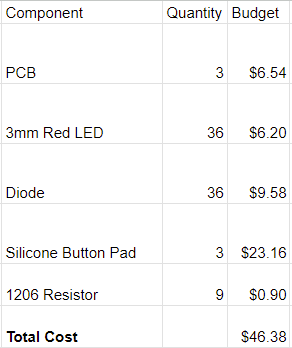 Component Quantity Budget
PCB 3 $6.54
3mm Red LED 36 $6.20
Diode 36 $9.58
Silicone Button Pad 3 $23.16
1206 Resistor 9 $0.90
Total Cost $46.38